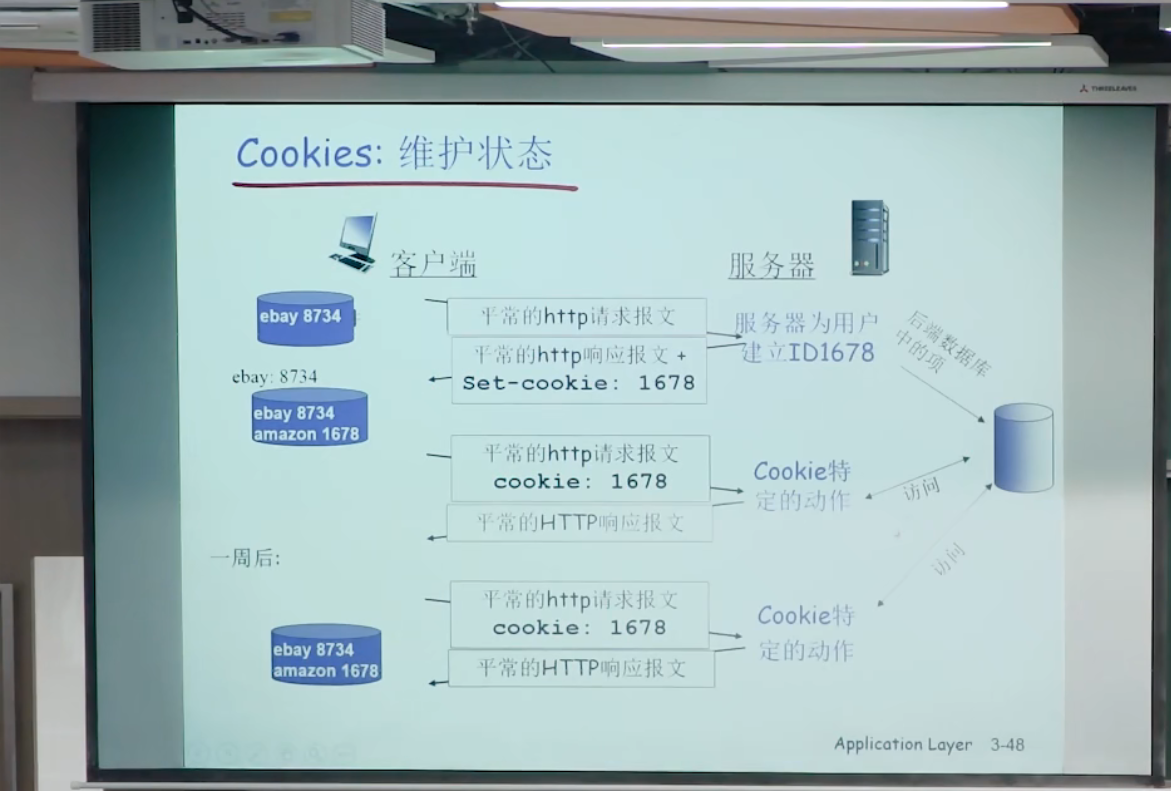 THREELEAVES
Cookies: 维护状态
客户端
服务器
ebay 8734
平常的http请求报文
服务器为用户
建立ID1678
后端数据库
中的项
平常的http响应报文 +
Set-cookie: 1678
ebay: 8734
ebay 8734
amazon 1678
平常的http请求报文
cookie: 1678
Cookie特
定的动作
访问
平常的HTTP响应报文
一周后:
访问
平常的http请求报文
cookie: 1678
Cookie特
定的动作
ebay 8734
amazon 1678
平常的HTTP响应报文
Application Layer 3-48